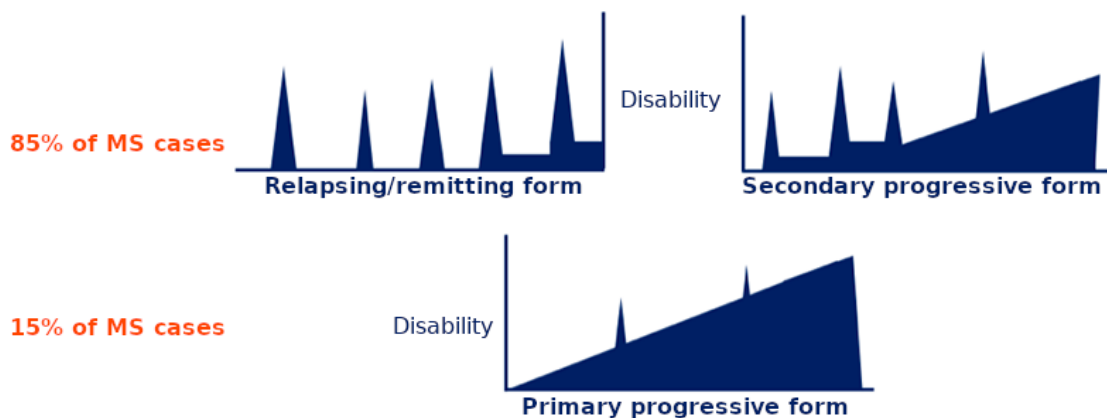 Disability
85% of MS cases
Relapsing/remitting form
Secondary progressive form
15% of MS cases
Disability
Primary progressive form